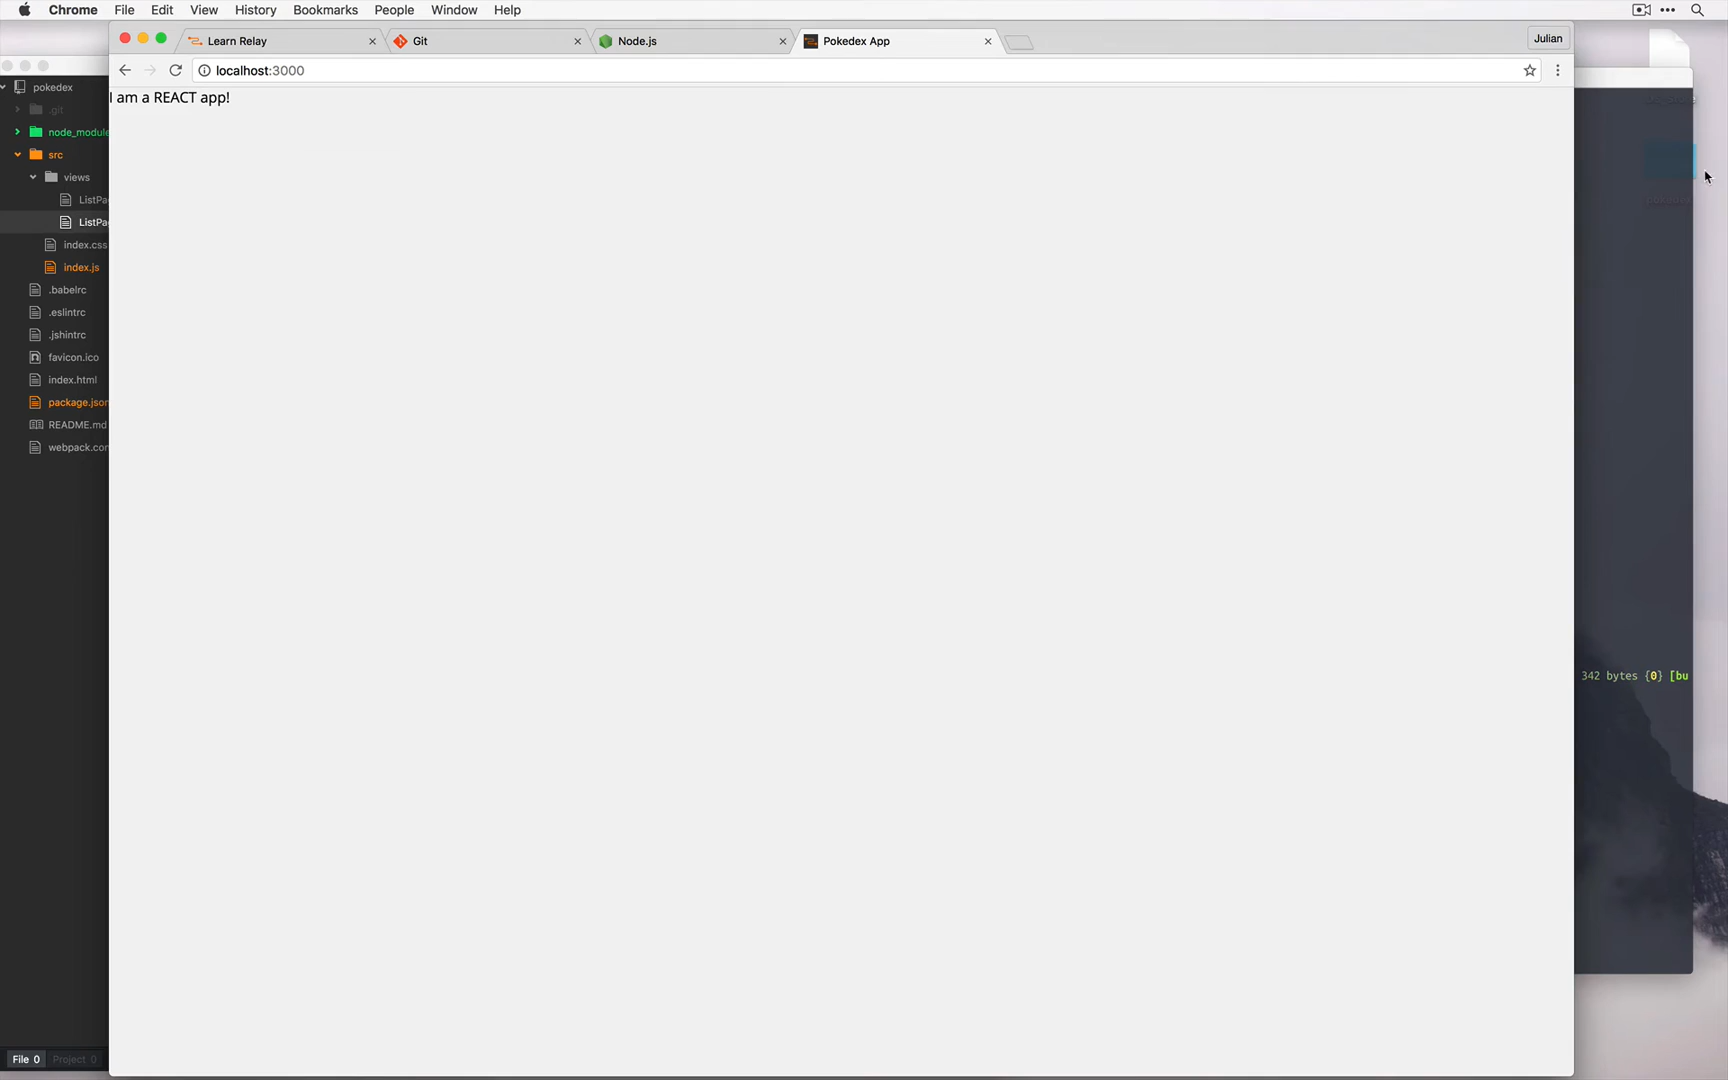 Chrome File Edit View History Bookmarks People Window Help
Learn Relay Git Node.js Pokedex App Julian
localhost:3000
I am a REACT app!
pokedex
.git
node_module
src
views
ListPa
ListPa
index.css
index.js
.babelrc
.eslintrc
.jshintrc
favicon.ico
index.html
package.json
README.md
webpack.con
342 bytes {0} [bu
File 0 Project 0